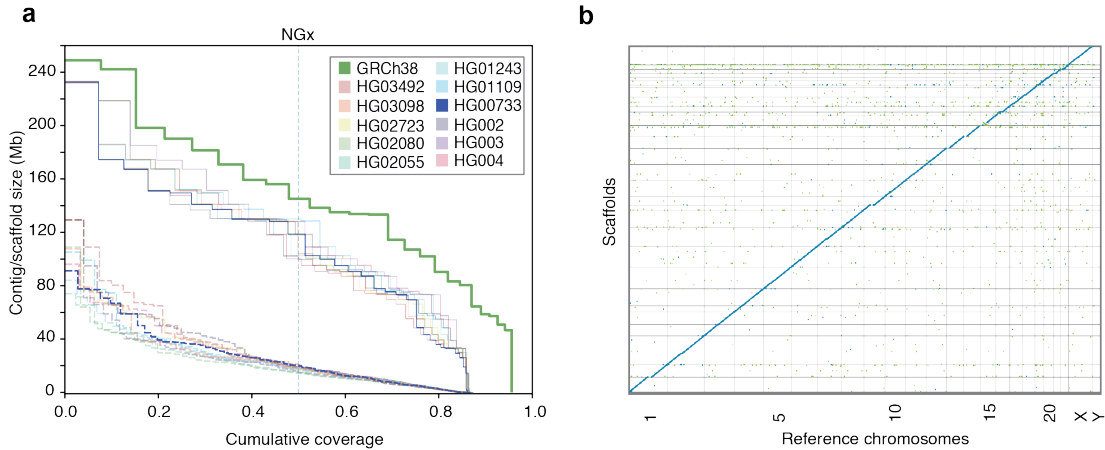 a
NGx
240
200
160
120
80
40
0
Contig/scaffold size (Mb)
GRCh38
HG03492
HG03098
HG02723
HG02080
HG02055
HG01243
HG01109
HG00733
HG002
HG003
HG004
0.0 0.2 0.4 0.6 0.8 1.0
Cumulative coverage
b
Scaffolds
1 5 10 15 20 X Y
Reference chromosomes